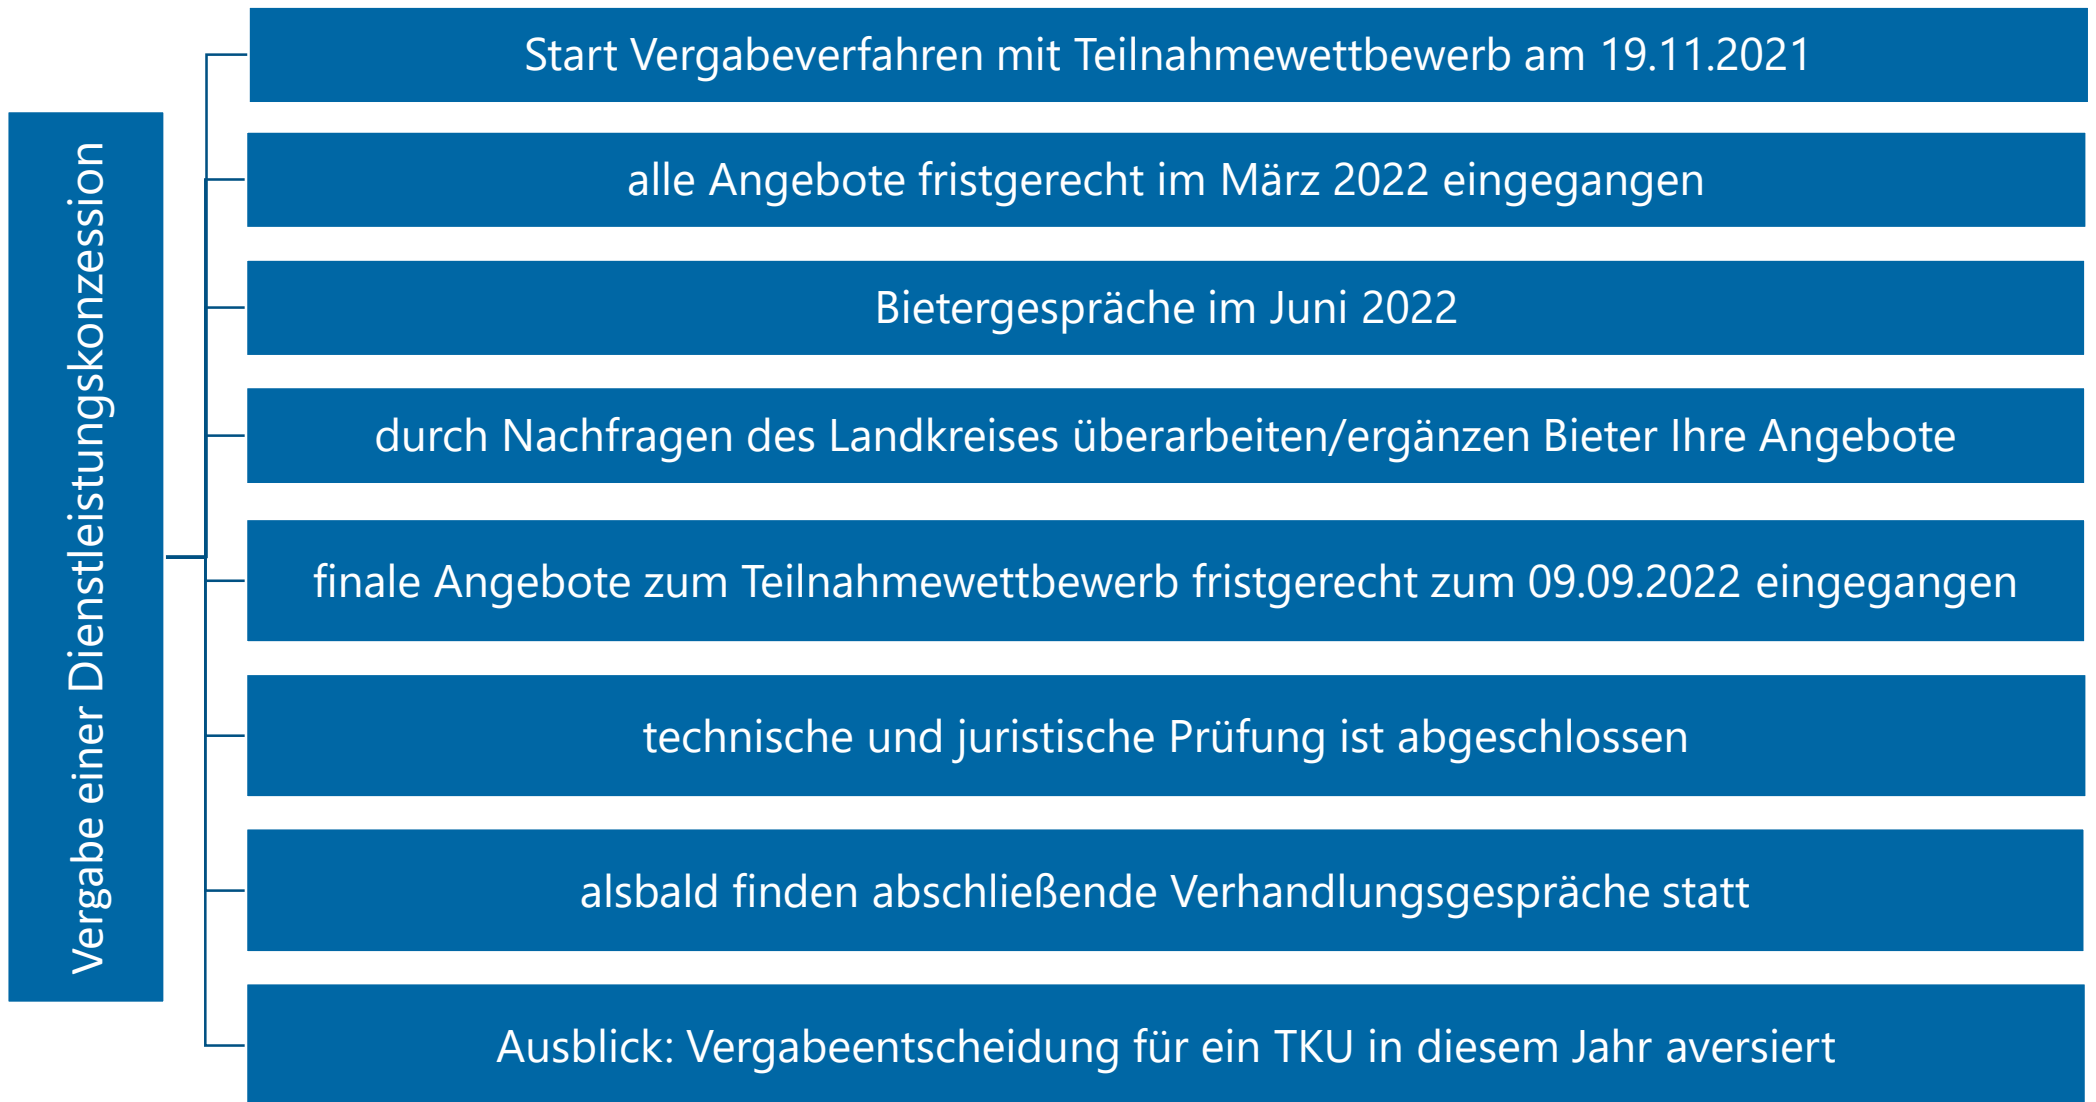 Vergabe einer Dienstleistungskonzession
Start Vergabeverfahren mit Teilnahmewettbewerb am 19.11.2021
alle Angebote fristgerecht im März 2022 eingegangen
Bietergespräche im Juni 2022
durch Nachfragen des Landkreises überarbeiten/ergänzen Bieter Ihre Angebote
finale Angebote zum Teilnahmewettbewerb fristgerecht zum 09.09.2022 eingegangen
technische und juristische Prüfung ist abgeschlossen
alsbald finden abschließende Verhandlungsgespräche statt
Ausblick: Vergabeentscheidung für ein TKU in diesem Jahr aversiert